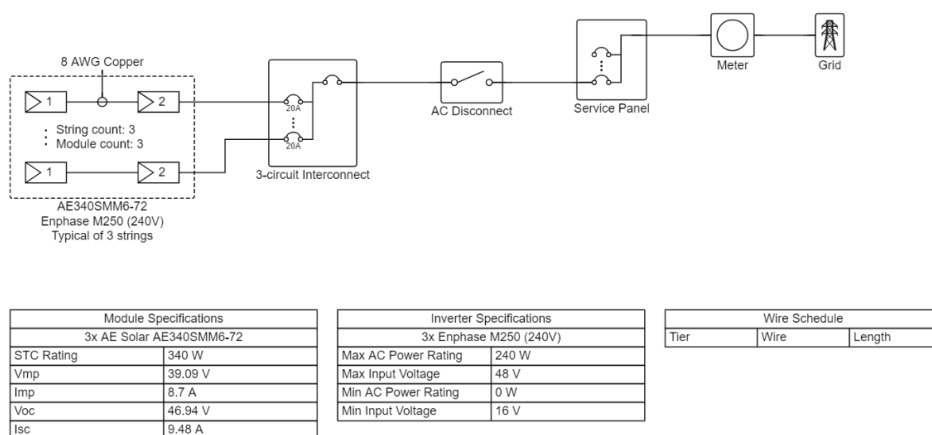 8 AWG Copper
1
2
String count: 3
Module count: 3
1
2
AE340SMM6-72
Enphase M250 (240V)
Typical of 3 strings
20A
20A
3-circuit Interconnect
AC Disconnect
Service Panel
Meter
Grid
Module Specifications
3x AE Solar AE340SMM6-72
STC Rating 340 W
Vmp 39.09 V
Imp 8.7 A
Voc 46.94 V
Isc 9.48 A
Inverter Specifications
3x Enphase M250 (240V)
Max AC Power Rating 240 W
Max Input Voltage 48 V
Min AC Power Rating 0 W
Min Input Voltage 16 V
Wire Schedule
Tier Wire Length